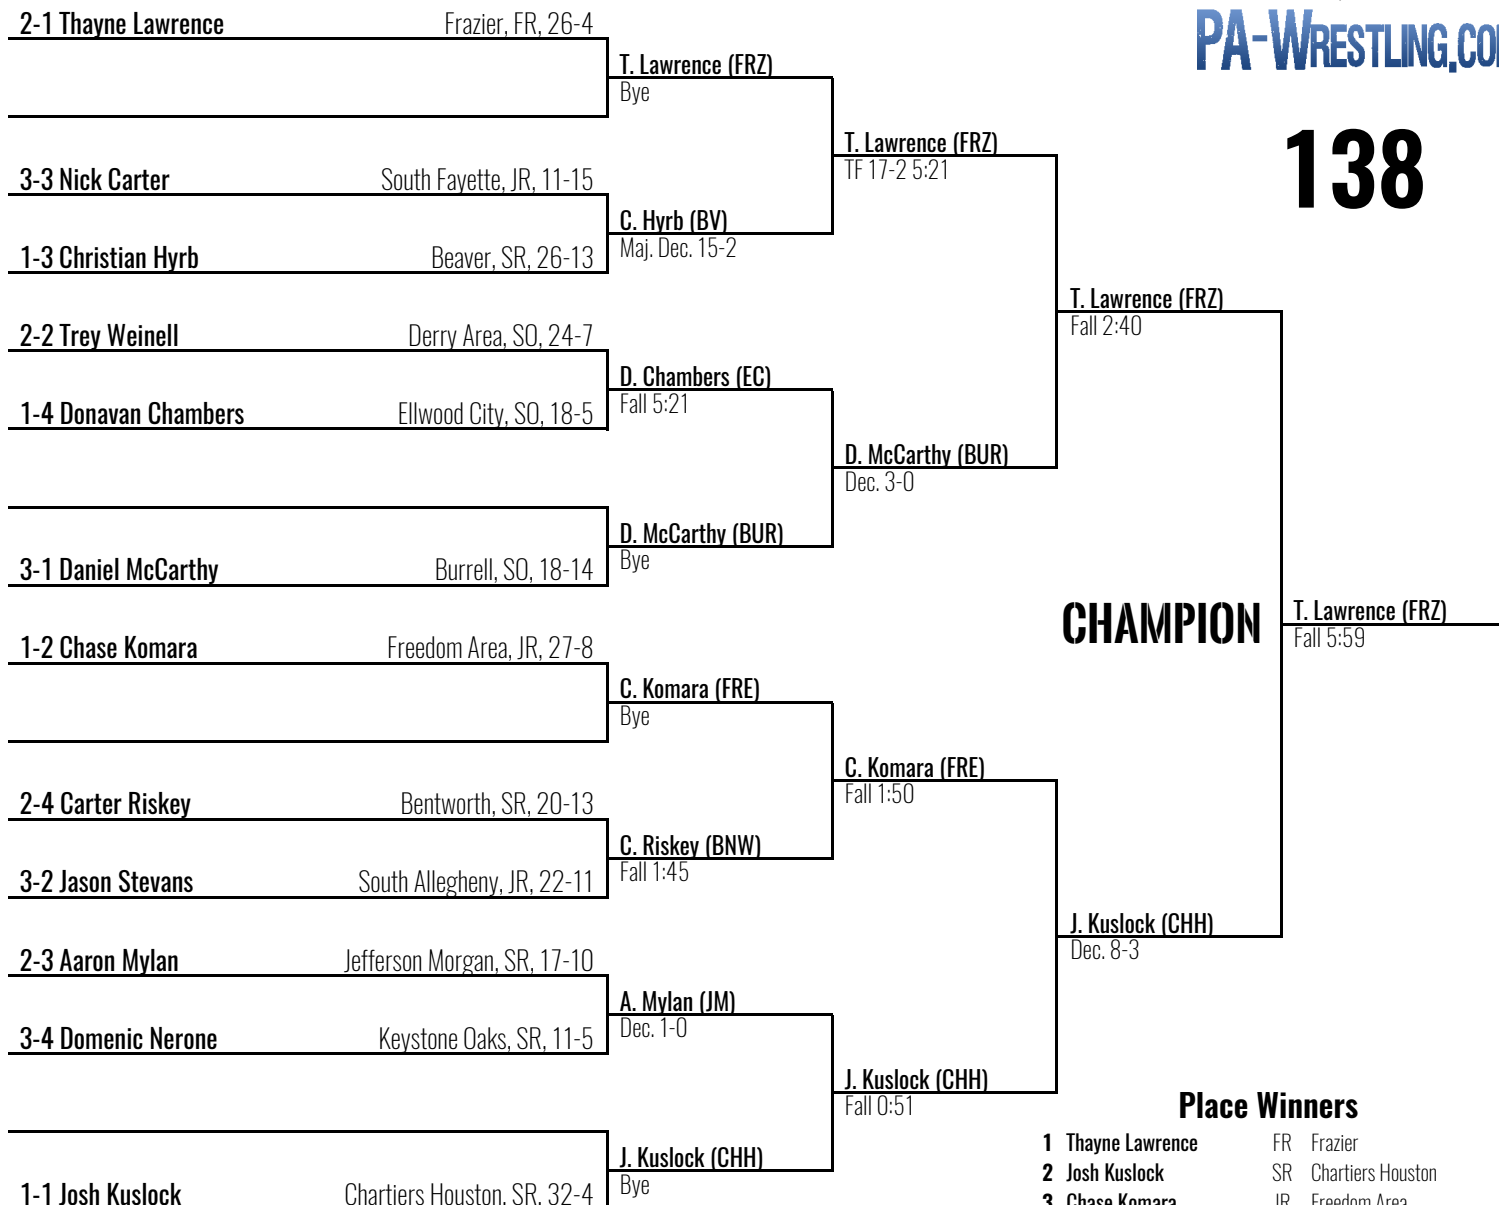 2-1 Thayne Lawrence Frazier, FR, 26-4
3-3 Nick Carter South Fayette, JR, 11-15
1-3 Christian Hyrb Beaver, SR, 26-13
2-2 Trey Weinell Derry Area, SO, 24-7
1-4 Donavan Chambers Ellwood City, SO, 18-5
3-1 Daniel McCarthy Burrell, SO, 18-14
1-2 Chase Komara Freedom Area, JR, 27-8
2-4 Carter Riskey Bentworth, SR, 20-13
3-2 Jason Stevans South Allegheny, JR, 22-11
2-3 Aaron Mylan Jefferson Morgan, SR, 17-10
3-4 Domenic Nerone Keystone Oaks, SR, 11-5
1-1 Josh Kuslock Chartiers Houston, SR, 32-4
T. Lawrence (FRZ)
Bye
C. Hyrb (BV)
Maj. Dec. 15-2
D. Chambers (EC)
Fall 5:21
D. McCarthy (BUR)
Bye
C. Komara (FRE)
Bye
C. Riskey (BNW)
Fall 1:45
A. Mylan (JM)
Dec. 1-0
J. Kuslock (CHH)
Bye
T. Lawrence (FRZ)
TF 17-2 5:21
D. McCarthy (BUR)
Dec. 3-0
C. Komara (FRE)
Fall 1:50
J. Kuslock (CHH)
Fall 0:51
T. Lawrence (FRZ)
Fall 2:40
J. Kuslock (CHH)
Dec. 8-3
CHAMPION
T. Lawrence (FRZ)
Fall 5:59
PA-WRESTLING.CO
138
Place Winners
1 Thayne Lawrence FR Frazier
2 Josh Kuslock SR Chartiers Houston
3 Chase Komara JR Freedom Area